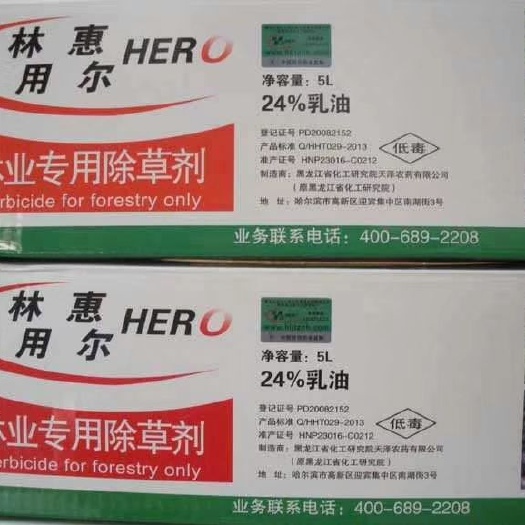 林 惠 HERO
用 尔
净容量：5L
24%乳油
登记证号 PD20082152
产品标准 Q/HHT029-2013
准产证号 HNP23016-C0212
低毒
制造商：黑龙江省化工研究院天泽农药有限公司
（原黑龙江省化工研究院）
地 址：哈尔滨市高新区迎宾集中区南湖街3号
林业专用除草剂
rbicide for forestry only
业务联系电话：400-689-2208
林 惠 HERO
用 尔
净容量：5L
24%乳油
登记证号 PD20082152
产品标准 Q/HHT029-2013
准产证号 HNP23016-C0212
低毒
制造商：黑龙江省化工研究院天泽农药有限公司
（原黑龙江省化工研究院）
地 址：哈尔滨市高新区迎宾集中区南湖街3号
林业专用除草剂
erbicide for forestry only
业务联系电话：400-689-2208